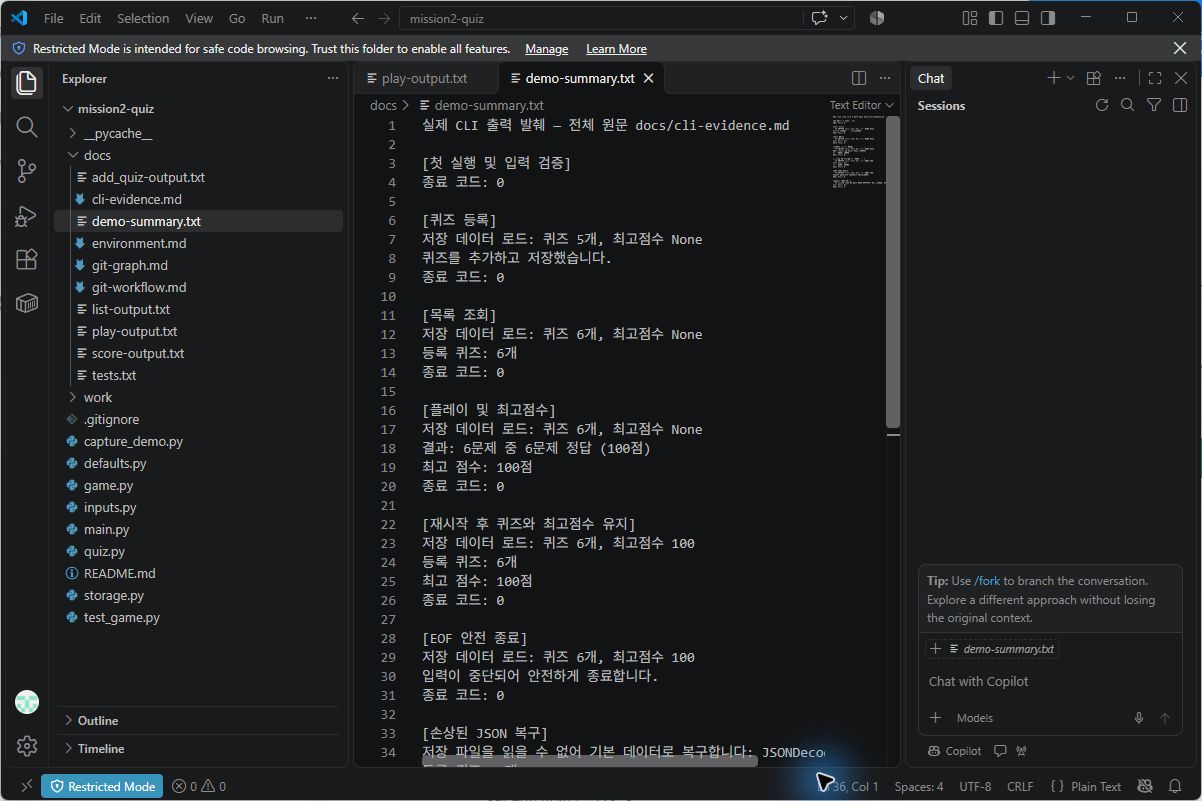 File Edit Selection View Go Run ··· mission2-quiz
Restricted Mode is intended for safe code browsing. Trust this folder to enable all features. Manage Learn More
Explorer ···
mission2-quiz
__pycache__
docs
add_quiz-output.txt
cli-evidence.md
demo-summary.txt
environment.md
git-graph.md
git-workflow.md
list-output.txt
play-output.txt
score-output.txt
tests.txt
work
.gitignore
capture_demo.py
defaults.py
game.py
inputs.py
main.py
quiz.py
README.md
storage.py
test_game.py
Outline
Timeline
play-output.txt demo-summary.txt
docs > demo-summary.txt Text Editor
1 실제 CLI 출력 발췌 — 전체 원문 docs/cli-evidence.md
2
3 [첫 실행 및 입력 검증]
4 종료 코드: 0
5
6 [퀴즈 등록]
7 저장 데이터 로드: 퀴즈 5개, 최고점수 None
8 퀴즈를 추가하고 저장했습니다.
9 종료 코드: 0
10
11 [목록 조회]
12 저장 데이터 로드: 퀴즈 6개, 최고점수 None
13 등록 퀴즈: 6개
14 종료 코드: 0
15
16 [플레이 및 최고점수]
17 저장 데이터 로드: 퀴즈 6개, 최고점수 None
18 결과: 6문제 중 6문제 정답 (100점)
19 최고 점수: 100점
20 종료 코드: 0
21
22 [재시작 후 퀴즈와 최고점수 유지]
23 저장 데이터 로드: 퀴즈 6개, 최고점수 100
24 등록 퀴즈: 6개
25 최고 점수: 100점
26 종료 코드: 0
27
28 [EOF 안전 종료]
29 저장 데이터 로드: 퀴즈 6개, 최고점수 100
30 입력이 중단되어 안전하게 종료합니다.
31 종료 코드: 0
32
33 [손상된 JSON 복구]
34 저장 파일을 읽을 수 없어 기본 데이터로 복구합니다: JSONDeco
Chat
Sessions
Tip: Use /fork to branch the conversation.
Explore a different approach without losing
the original context.
demo-summary.txt
Chat with Copilot
Models
Copilot
Restricted Mode 0 0 36, Col 1 Spaces: 4 UTF-8 CRLF { } Plain Text